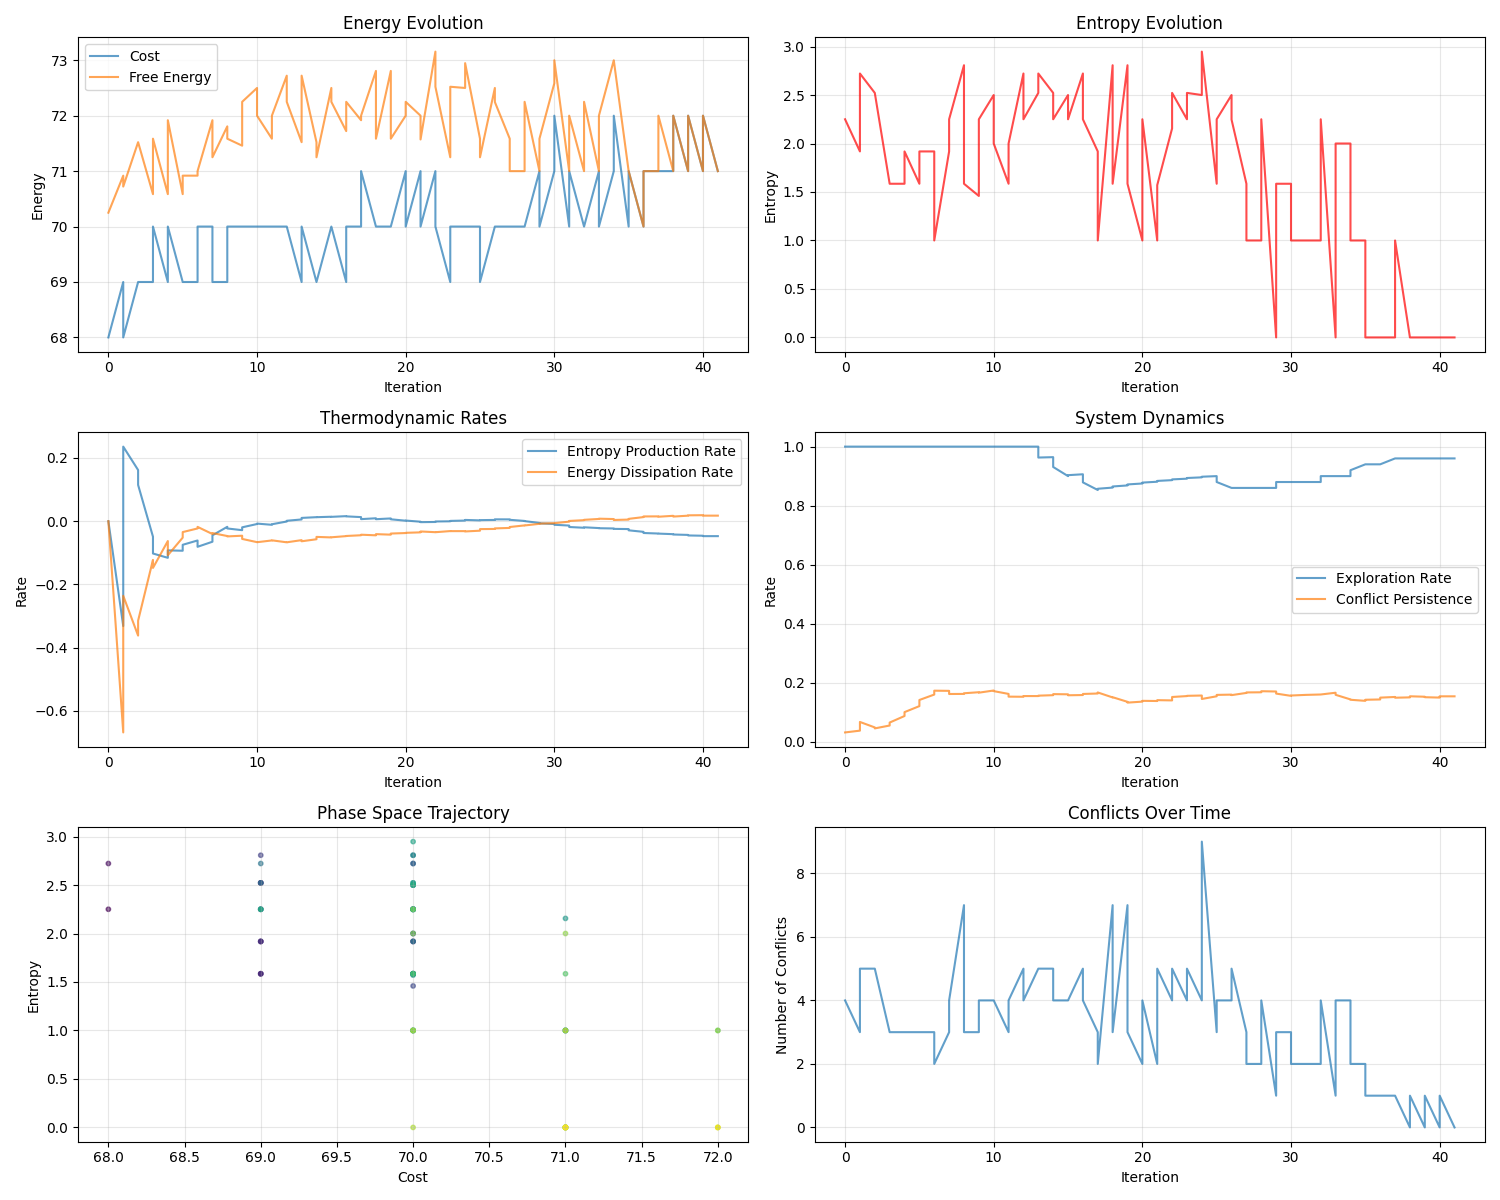 Energy Evolution
Cost
Free Energy
73
72
71
70
69
68
Energy
0 10 20 30 40
Iteration
Entropy Evolution
3.0
2.5
2.0
1.5
1.0
0.5
0.0
Entropy
0 10 20 30 40
Iteration
Thermodynamic Rates
Entropy Production Rate
Energy Dissipation Rate
0.2
0.0
−0.2
−0.4
−0.6
Rate
0 10 20 30 40
Iteration
System Dynamics
1.0
0.8
0.6
0.4
0.2
0.0
Rate
Exploration Rate
Conflict Persistence
0 10 20 30 40
Iteration
Phase Space Trajectory
3.0
2.5
2.0
1.5
1.0
0.5
0.0
Entropy
68.0 68.5 69.0 69.5 70.0 70.5 71.0 71.5 72.0
Cost
Conflicts Over Time
8
6
4
2
0
Number of Conflicts
0 10 20 30 40
Iteration